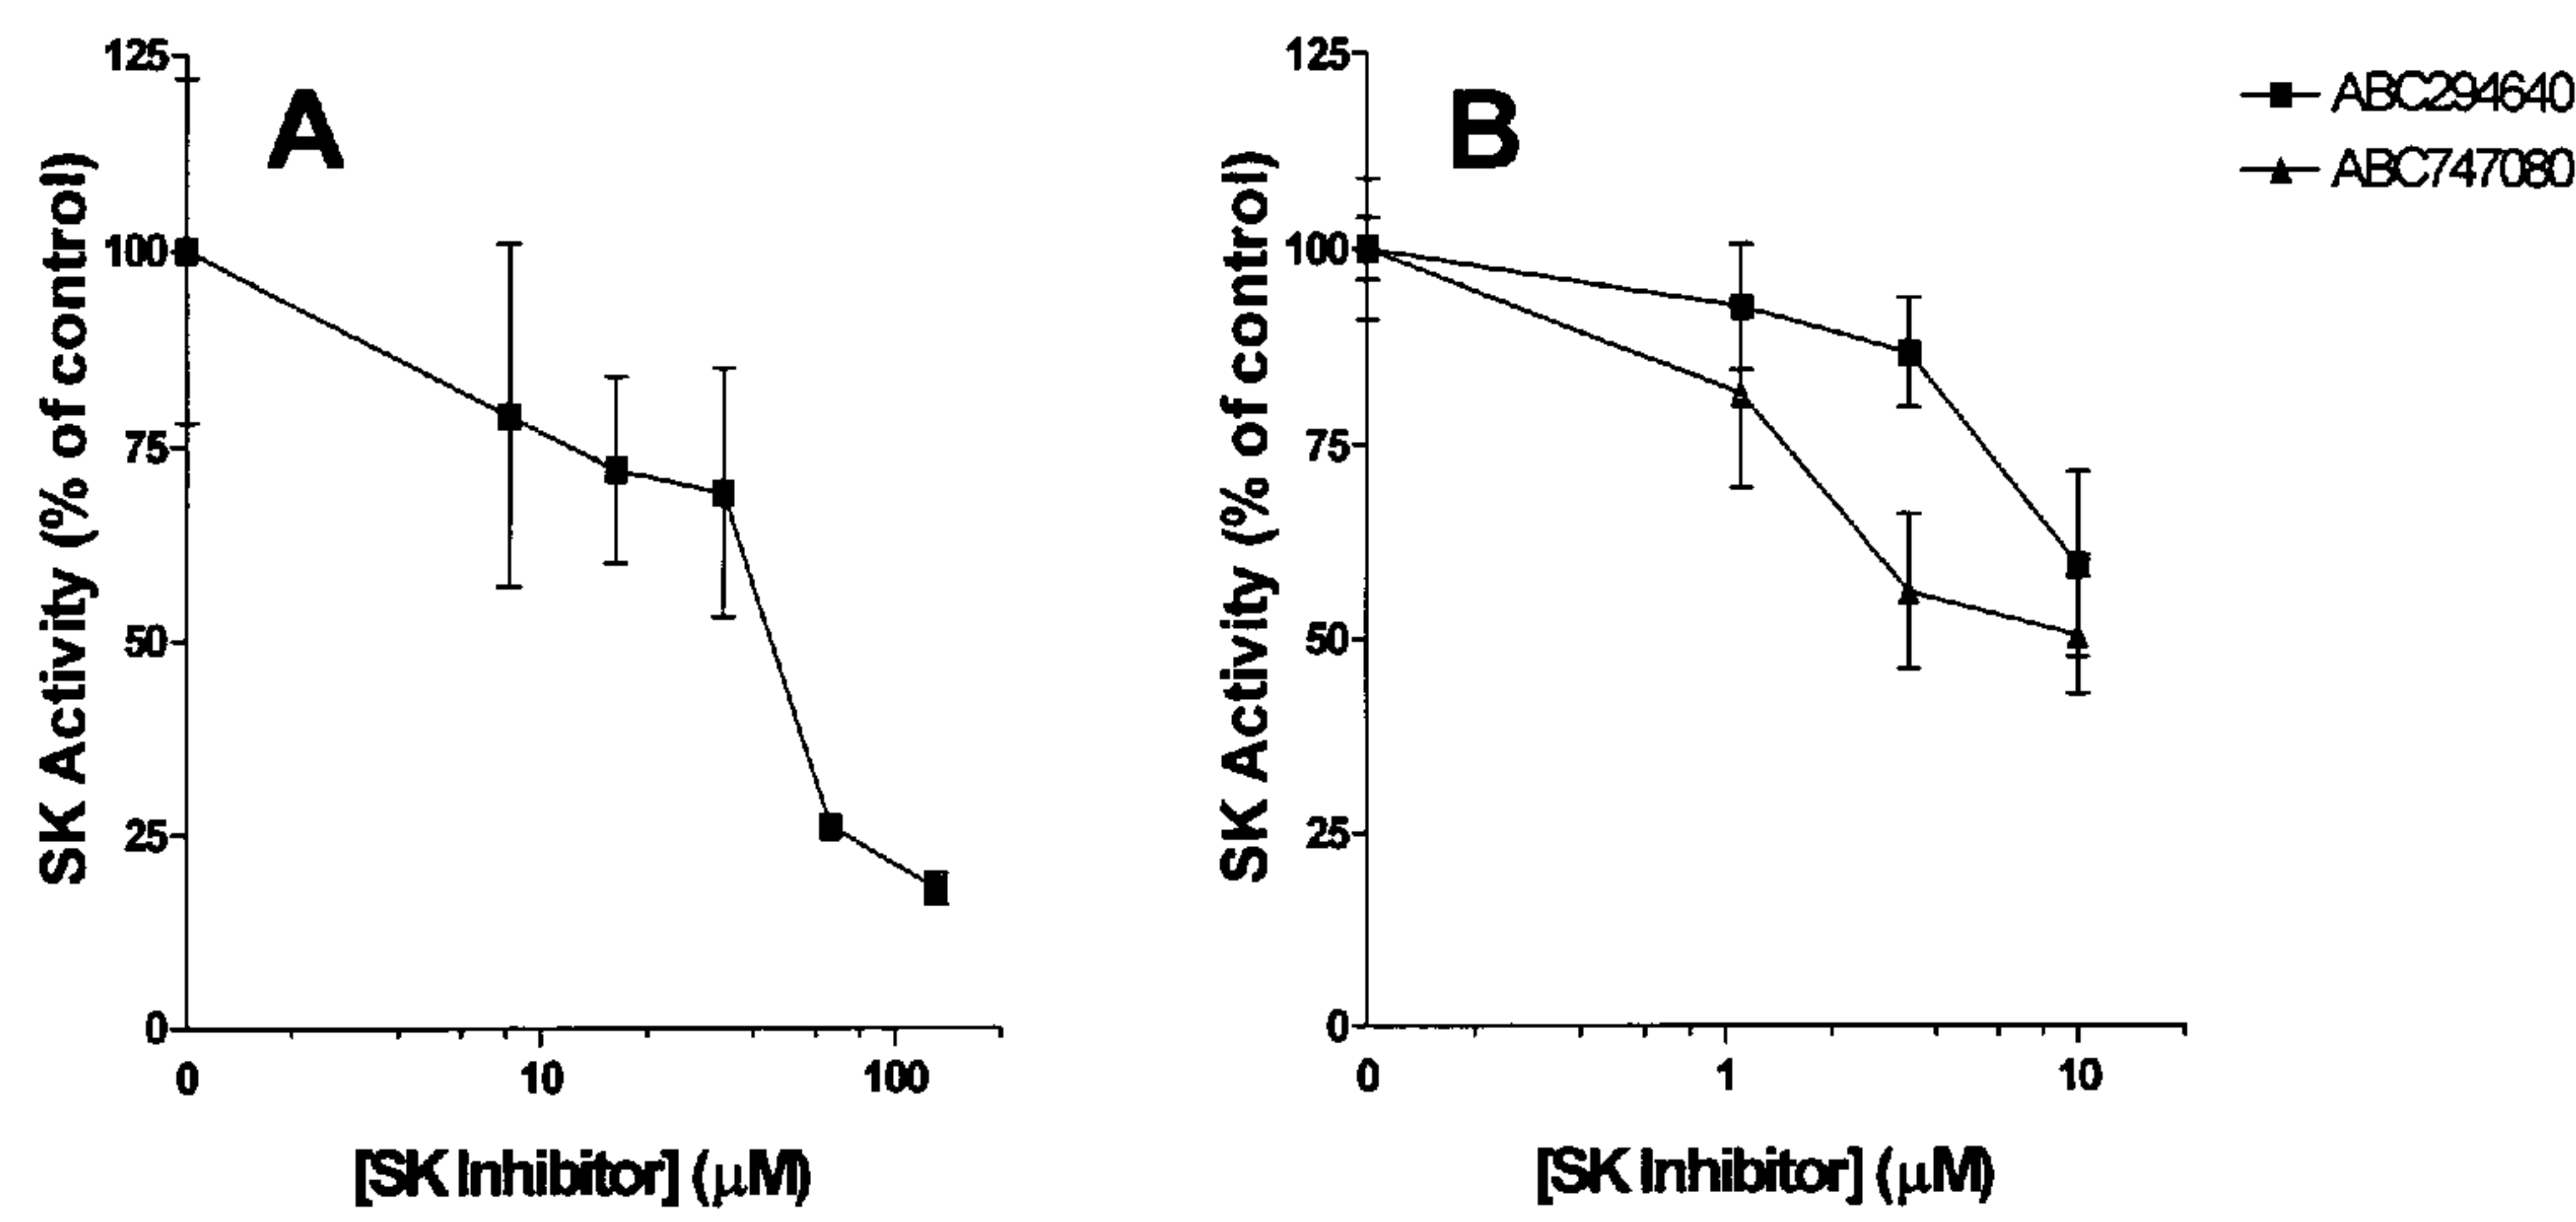 A
SK Activity (% of control)
125
100
75
50
25
0
0 10 100
[SK Inhibitor] (μM)
B
SK Activity (% of control)
125
100
75
50
25
0
0 1 10
[SK Inhibitor] (μM)
ABC294640
ABC747080